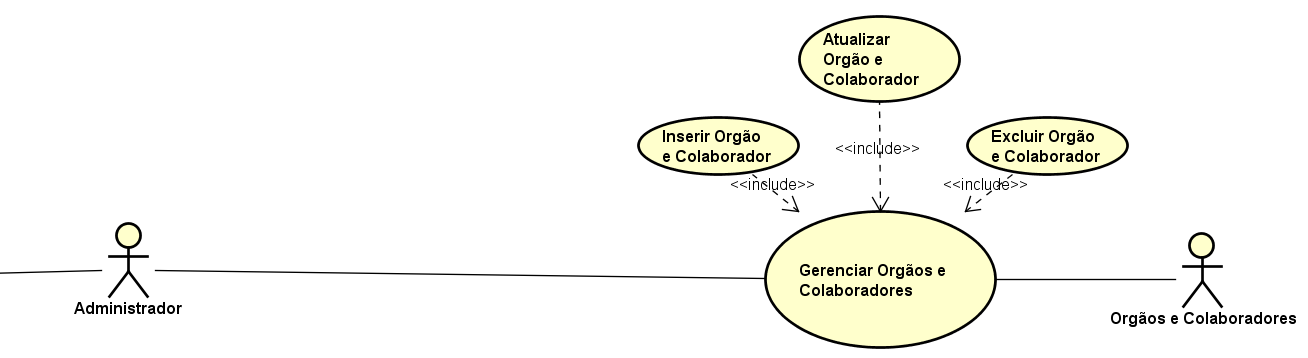 Atualizar
Orgão e
Colaborador
Inserir Orgão
e Colaborador
<<include>>
Excluir Orgão
e Colaborador
<<include>>
<<include>>
Gerenciar Orgãos e
Colaboradores
Administrador
Orgãos e Colaboradores